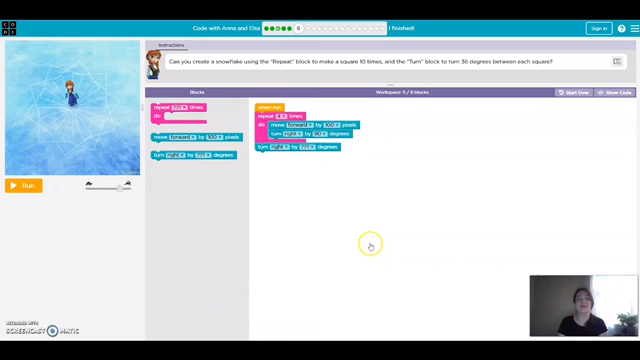 C O
D E
Code with Anna and Elsa
6
I finished!
Sign in
Instructions
Can you create a snowflake using the "Repeat" block to make a square 10 times, and the "Turn" block to turn 36 degrees between each square?
Blocks
Workspace: 5 / 8 blocks
Start Over
Show Code
repeat ??? times
do
move forward by 100 pixels
turn right by ??? degrees
when run
repeat 4 times
do
move forward by 100 pixels
turn right by 90 degrees
turn right by ??? degrees
Run
RECORDED WITH
SCREENCAST MATIC